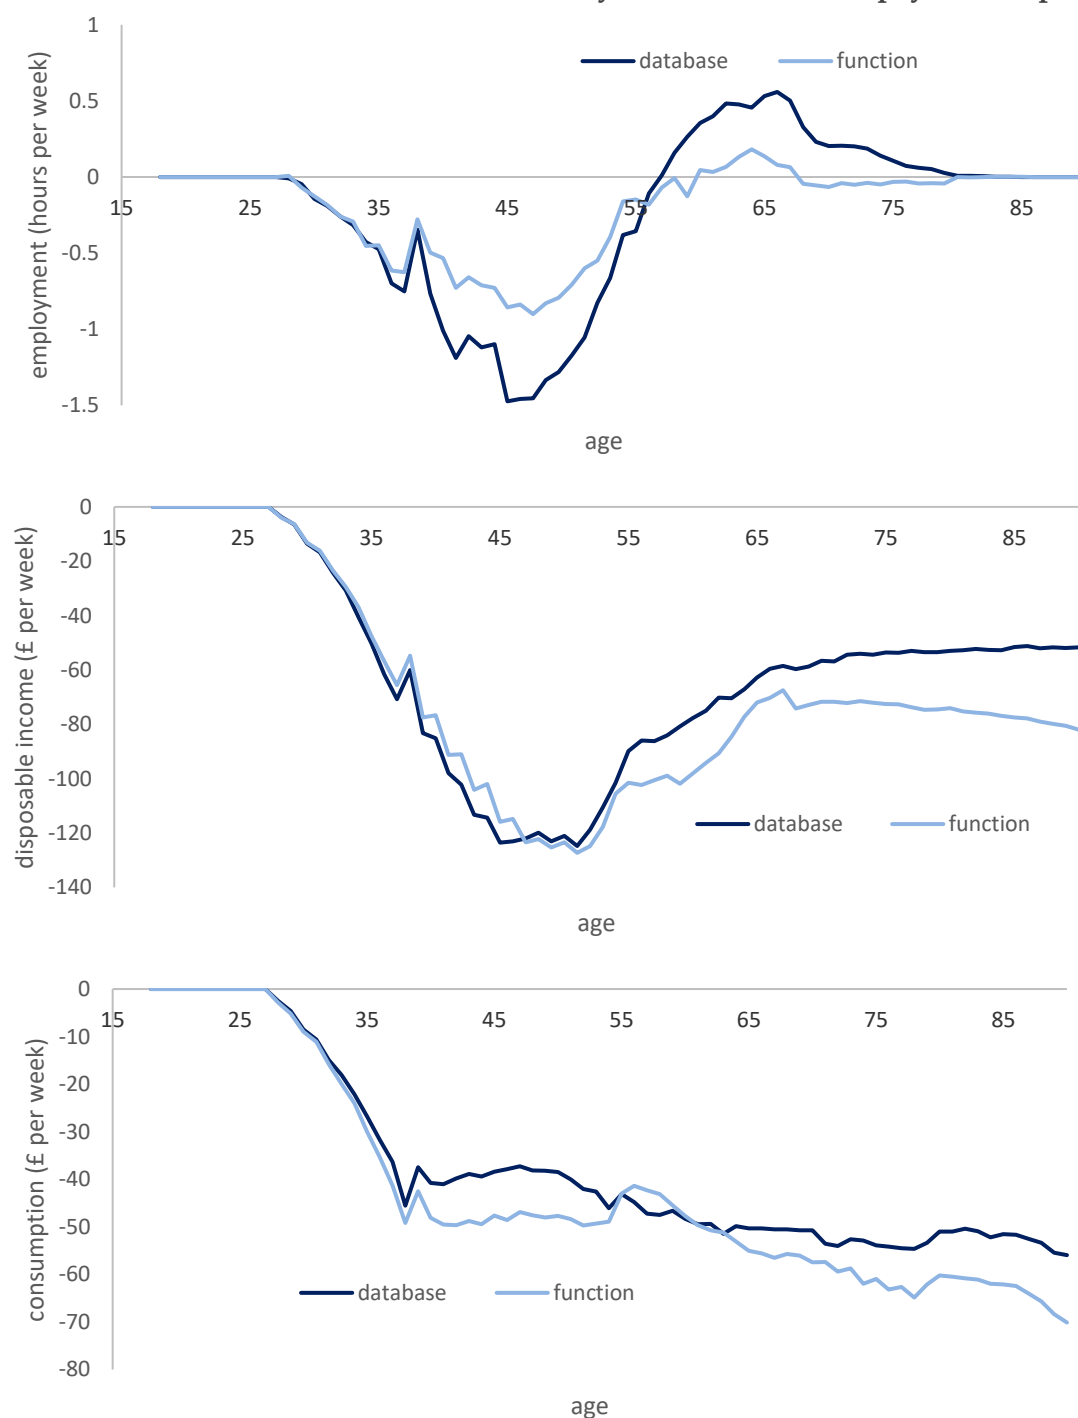 1
database function
0.5
0
15 25 35 45 55 65 75 85
-0.5
-1
-1.5
employment (hours per week)
age
0
15 25 35 45 55 65 75 85
-20
-40
-60
-80
-100
database function
-120
-140
disposable income (£ per week)
age
0
15 25 35 45 55 65 75 85
-10
-20
-30
-40
-50
-60
database function
-70
-80
consumption (£ per week)
age